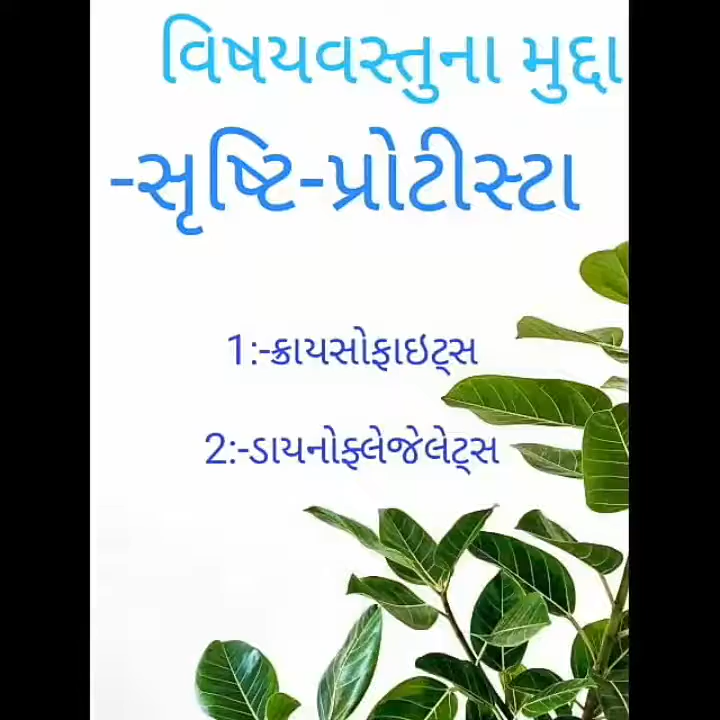 વિષયવસ્તુના મુદ્દા
-સૃષ્ટિ-પ્રોટીસ્ટા
1:-ક્રાયસોફાઇટ્સ
2:-ડાયનોફ્લેજેલેટ્સ